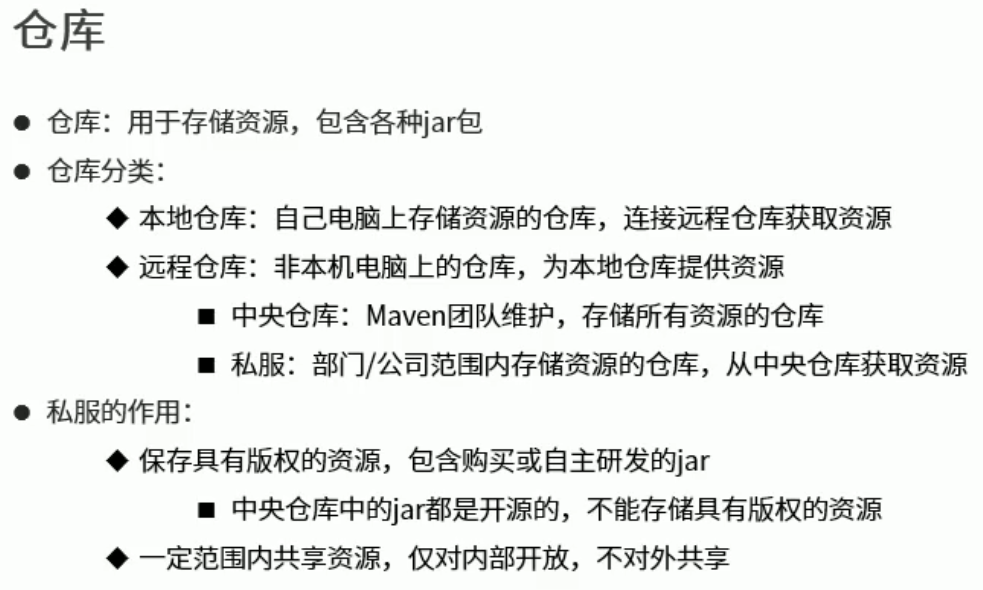 仓库
● 仓库：用于存储资源，包含各种jar包
● 仓库分类：
◆ 本地仓库：自己电脑上存储资源的仓库，连接远程仓库获取资源
◆ 远程仓库：非本机电脑上的仓库，为本地仓库提供资源
■ 中央仓库：Maven团队维护，存储所有资源的仓库
■ 私服：部门/公司范围内存储资源的仓库，从中央仓库获取资源
● 私服的作用：
◆ 保存具有版权的资源，包含购买或自主研发的jar
■ 中央仓库中的jar都是开源的，不能存储具有版权的资源
◆ 一定范围内共享资源，仅对内部开放，不对外共享